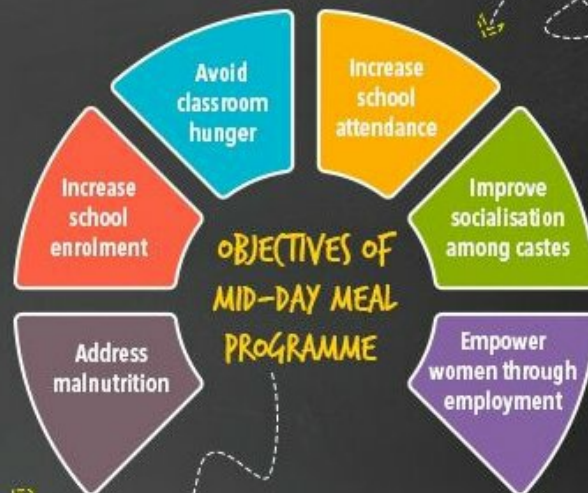 OBJECTIVES OF
MID-DAY MEAL
PROGRAMME
Address
malnutrition
Increase
school
enrolment
Avoid
classroom
hunger
Increase
school
attendance
Improve
socialisation
among castes
Empower
women through
employment